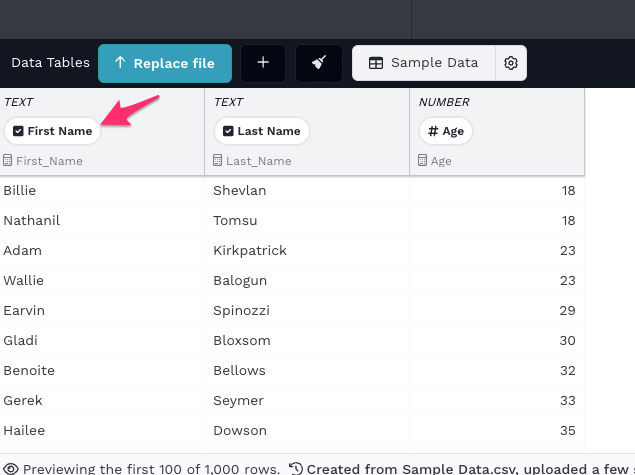 Data Tables Replace file Sample Data
TEXT TEXT NUMBER
First Name Last Name # Age
First_Name Last_Name Age
Billie Shevlan 18
Nathanil Tomsu 18
Adam Kirkpatrick 23
Wallie Balogun 23
Earvin Spinozzi 29
Gladi Bloxsom 30
Benoite Bellows 32
Gerek Seymer 33
Hailee Dowson 35
Previewing the first 100 of 1,000 rows. Created from Sample Data.csv, uploaded a few